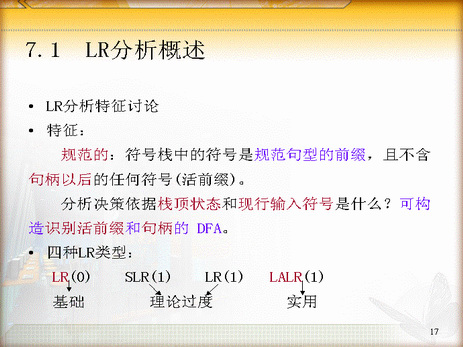 7.1 LR分析概述
• LR分析特征讨论
• 特征：
规范的：符号栈中的符号是规范句型的前缀，且不含
句柄以后的任何符号(活前缀)。
分析决策依据栈项状态和现行输入符号是什么？可构
造识别活前缀和句柄的 DFA。
• 四种LR类型：
LR(0) SLR(1) LR(1) LALR(1)
基础 理论过度 实用
17